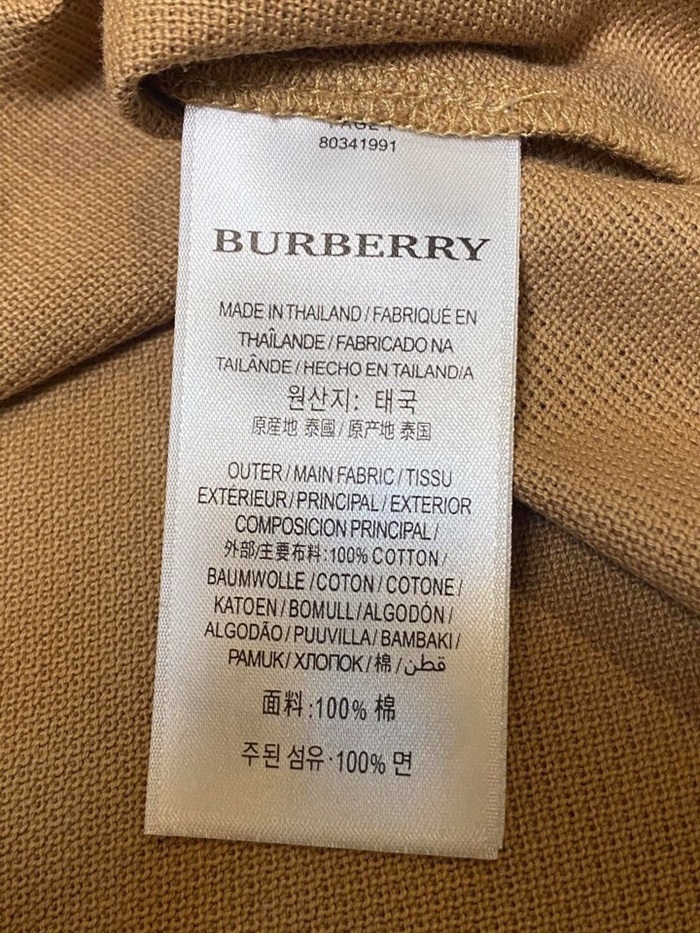 80341991
BURBERRY
MADE IN THAILAND / FABRIQUÉ EN
THAÎLANDE / FABRICADO NA
TAILÂNDE / HECHO EN TAILAND/A
원산지: 태국
原産地 泰國 / 原产地 泰国
OUTER / MAIN FABRIC / TISSU
EXTÉRIEUR / PRINCIPAL / EXTERIOR
COMPOSICION PRINCIPAL /
外部/主要布料:100% COTTON /
BAUMWOLLE / COTON / COTONE /
KATOEN / BOMULL / ALGODÓN /
ALGODÃO / PUUVILLA / BAMBAKI /
PAMUK / ХЛОПОК / 棉 / قطن
面料:100% 棉
주된 섬유·100% 면